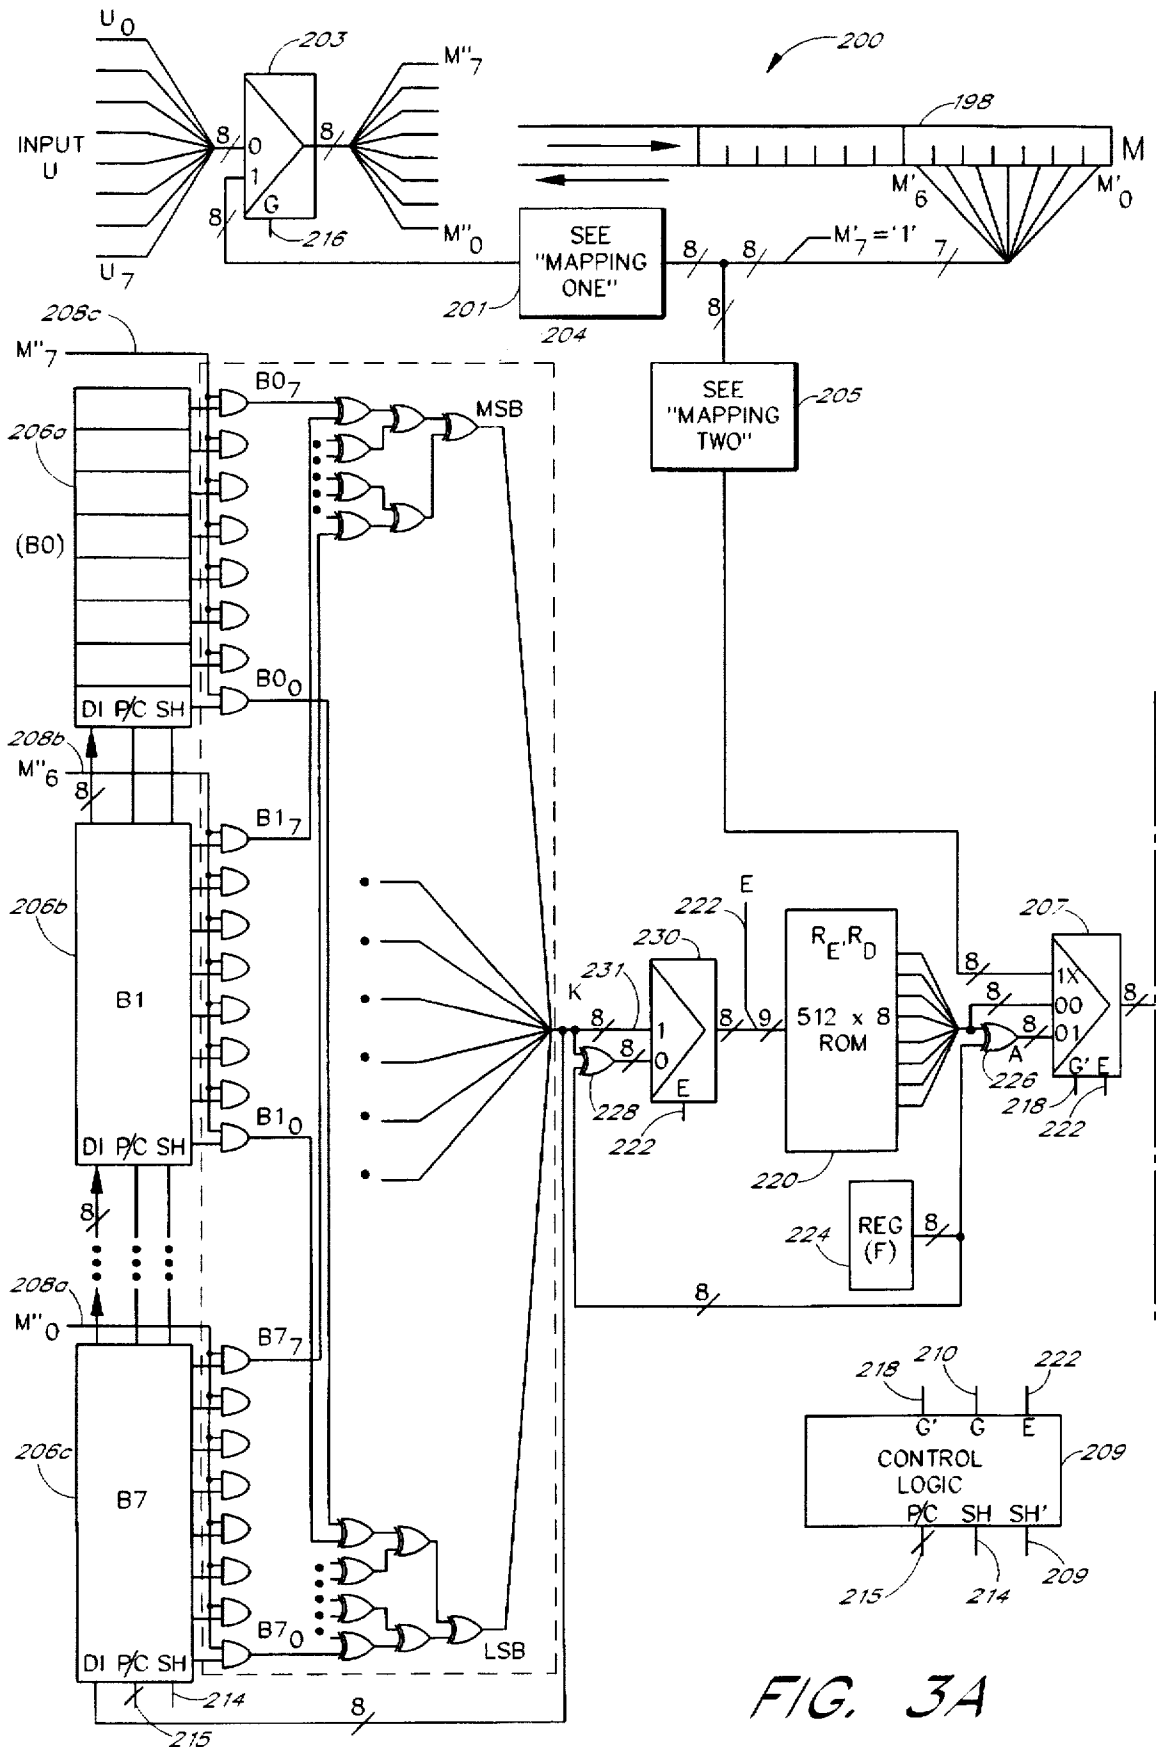 U0
203
M"7
200
198
INPUT
U
8
0
8
1
8
G
216
M"0
U7
M
M'6
M'0
SEE
"MAPPING
ONE"
201
204
8
8
M'7 = '1'
7
8
SEE
"MAPPING
TWO"
205
208c
M"7
206a
(B0)
B07
MSB
B00
DI P/C SH
208b
M"6
8
B17
206b
B1
B10
DI P/C SH
8
208a
M"0
B77
206c
B7
B70
LSB
DI P/C SH
214
215
8
K
231
230
8
1
8
0
228
E
222
E
222
8
9
RE, RD
512 x 8
ROM
220
207
8
1X
8
00
8
01
A
226
G' E
218
222
8
REG
(F)
224
8
8
218
210
222
G' G E
CONTROL
LOGIC
209
P/C SH SH'
215
214
209
FIG. 3A